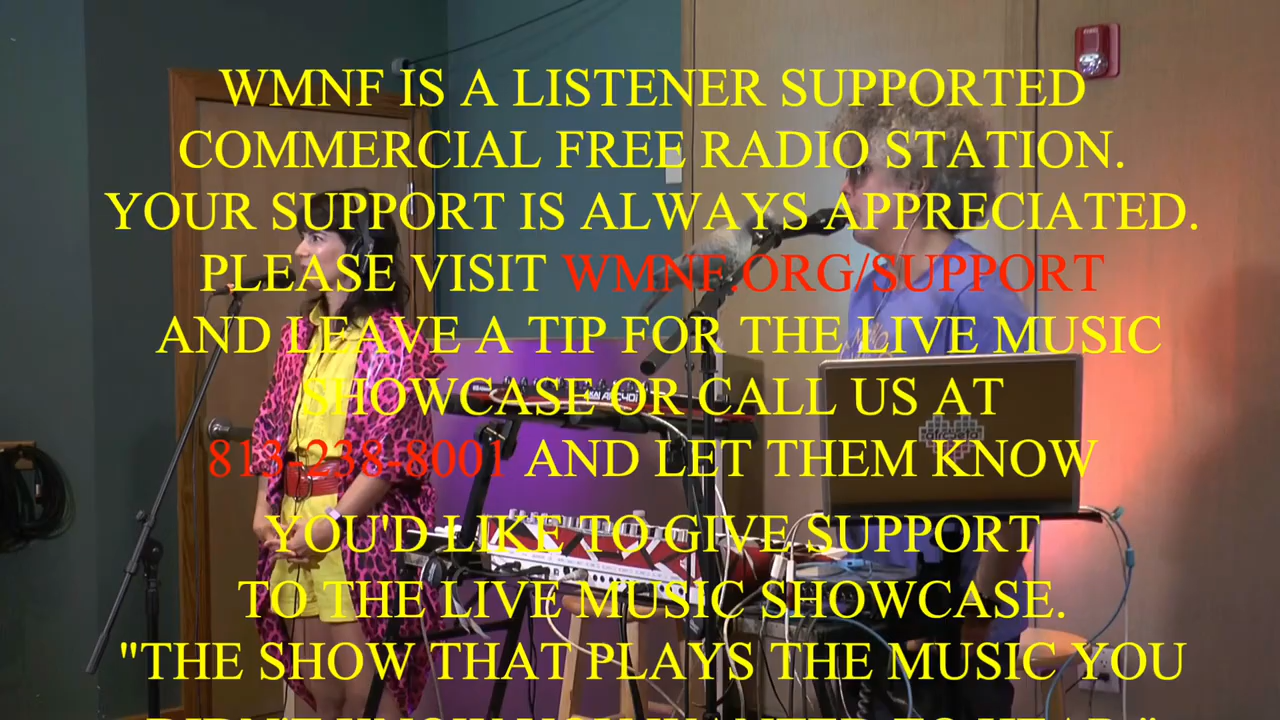 WMNF IS A LISTENER SUPPORTED
COMMERCIAL FREE RADIO STATION.
YOUR SUPPORT IS ALWAYS APPRECIATED.
PLEASE VISIT WMNF.ORG/SUPPORT
AND LEAVE A TIP FOR THE LIVE MUSIC
SHOWCASE OR CALL US AT
813-238-8001 AND LET THEM KNOW
YOU'D LIKE TO GIVE SUPPORT
TO THE LIVE MUSIC SHOWCASE.
"THE SHOW THAT PLAYS THE MUSIC YOU